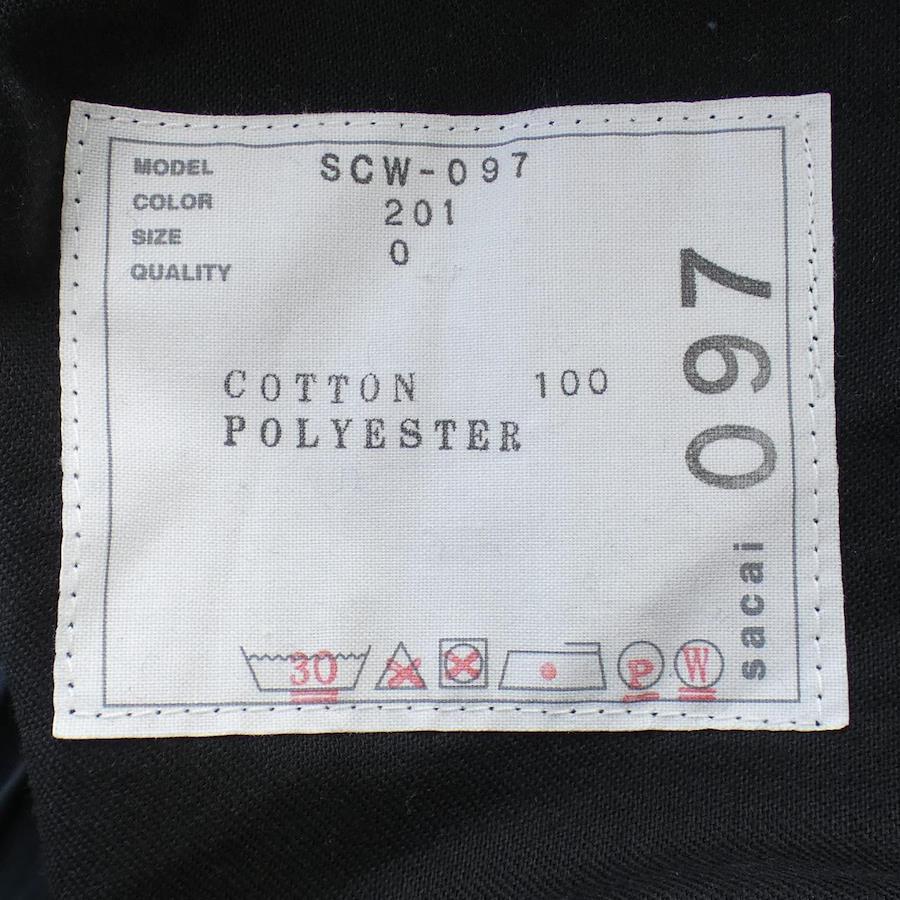 MODEL SCW-097
COLOR 201
SIZE 0
QUALITY
COTTON 100
POLYESTER
097
sacai
30 P W